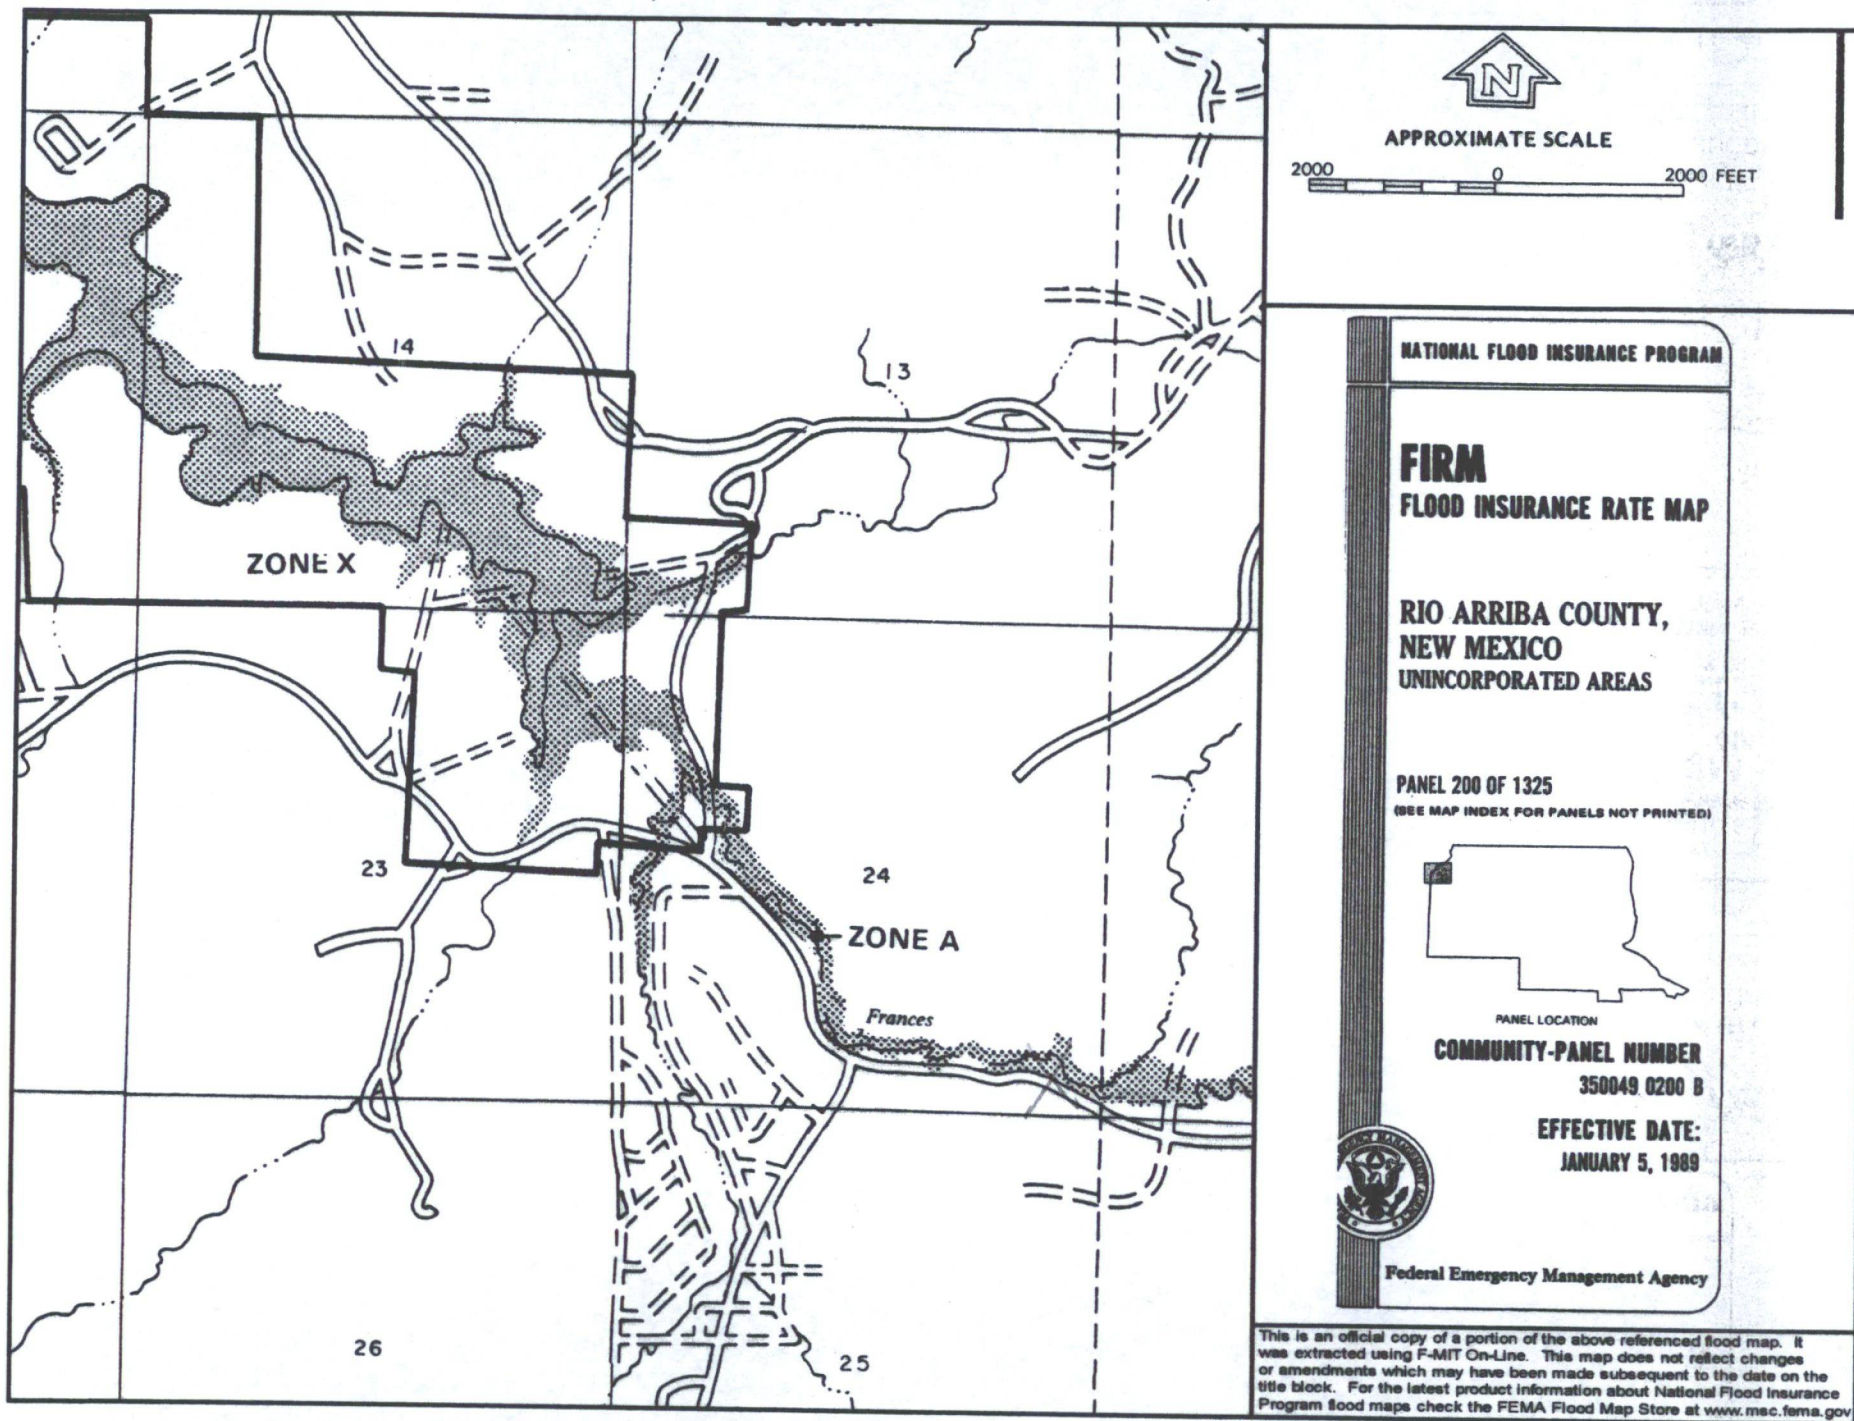 N
APPROXIMATE SCALE
2000 0 2000 FEET
14
13
ZONE X
23
24
ZONE A
Frances
26
25
NATIONAL FLOOD INSURANCE PROGRAM
FIRM
FLOOD INSURANCE RATE MAP
RIO ARRIBA COUNTY,
NEW MEXICO
UNINCORPORATED AREAS
PANEL 200 OF 1325
(SEE MAP INDEX FOR PANELS NOT PRINTED)
PANEL LOCATION
COMMUNITY-PANEL NUMBER
350049 0200 B
EFFECTIVE DATE:
JANUARY 5, 1989
Federal Emergency Management Agency
This is an official copy of a portion of the above referenced flood map. It
was extracted using F-MIT On-Line. This map does not reflect changes
or amendments which may have been made subsequent to the date on the
title block. For the latest product information about National Flood Insurance
Program flood maps check the FEMA Flood Map Store at www.msc.fema.gov